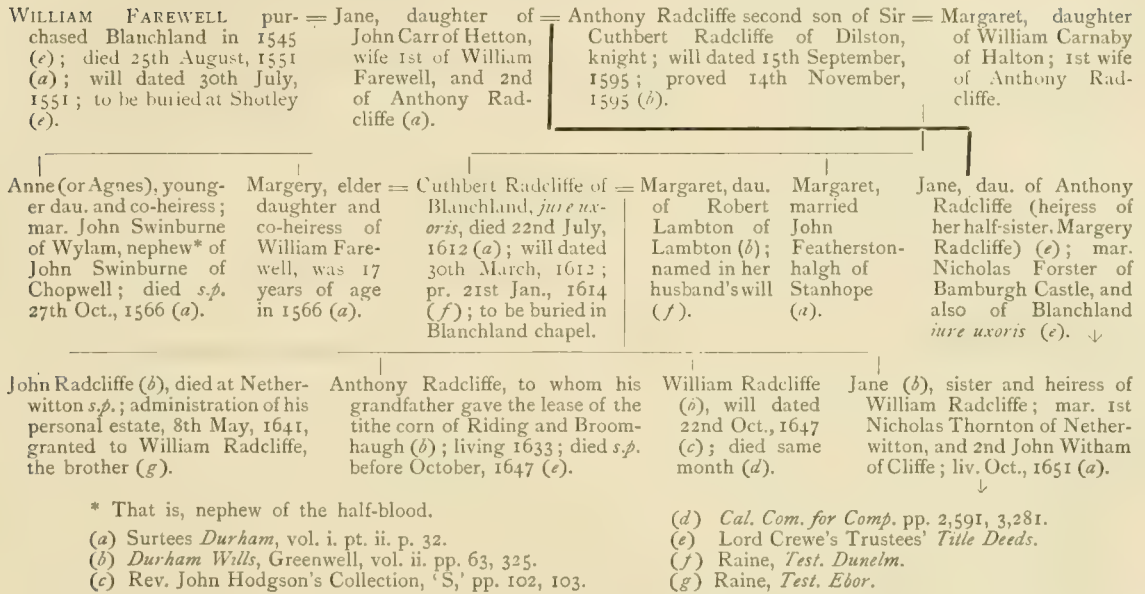 WILLIAM FAREWELL pur-
chased Blanchland in 1545
(e); died 25th August, 1551
(a); will dated 30th July,
1551; to be buried at Shotley
(e).
= Jane, daughter of
John Carr of Hetton,
wife 1st of William
Farewell, and 2nd
of Anthony Rad-
cliffe (a).
= Anthony Radcliffe second son of Sir
Cuthbert Radcliffe of Dilston,
knight; will dated 15th September,
1595; proved 14th November,
1595 (b).
= Margaret, daughter
of William Carnaby
of Halton; 1st wife
of Anthony Rad-
cliffe.
Anne (or Agnes), young-
er dau. and co-heiress;
mar. John Swinburne
of Wylam, nephew* of
John Swinburne of
Chopwell; died s.p.
27th Oct., 1566 (a).
Margery, elder
daughter and
co-heiress of
William Fare-
well, was 17
years of age
in 1566 (a).
= Cuthbert Radcliffe of
Blanchland, jure ux-
oris, died 22nd July,
1612 (a); will dated
30th March, 1612;
pr. 21st Jan., 1614
(f); to be buried in
Blanchland chapel.
= Margaret, dau.
of Robert
Lambton of
Lambton (b);
named in her
husband's will
(f).
Margaret,
married
John
Featherston-
halgh of
Stanhope
(a).
Jane, dau. of Anthony
Radcliffe (heiress of
her half-sister, Margery
Radcliffe) (e); mar.
Nicholas Forster of
Bamburgh Castle, and
also of Blanchland
iure uxoris (e). ↓
John Radcliffe (b), died at Nether-
witton s.p.; administration of his
personal estate, 8th May, 1641,
granted to William Radcliffe,
the brother (g).
Anthony Radcliffe, to whom his
grandfather gave the lease of the
tithe corn of Riding and Broom-
haugh (b); living 1633; died s.p.
before October, 1647 (e).
William Radcliffe
(b), will dated
22nd Oct., 1647
(c); died same
month (d).
Jane (b), sister and heiress of
William Radcliffe; mar. 1st
Nicholas Thornton of Nether-
witton, and 2nd John Witham
of Cliffe; liv. Oct., 1651 (a).
↓
* That is, nephew of the half-blood.
(a) Surtees Durham, vol. i. pt. ii. p. 32.
(b) Durham Wills, Greenwell, vol. ii. pp. 63, 325.
(c) Rev. John Hodgson's Collection, 'S,' pp. 102, 103.
(d) Cal. Com. for Comp. pp. 2,591, 3,281.
(e) Lord Crewe's Trustees' Title Deeds.
(f) Raine, Test. Dunelm.
(g) Raine, Test. Ebor.